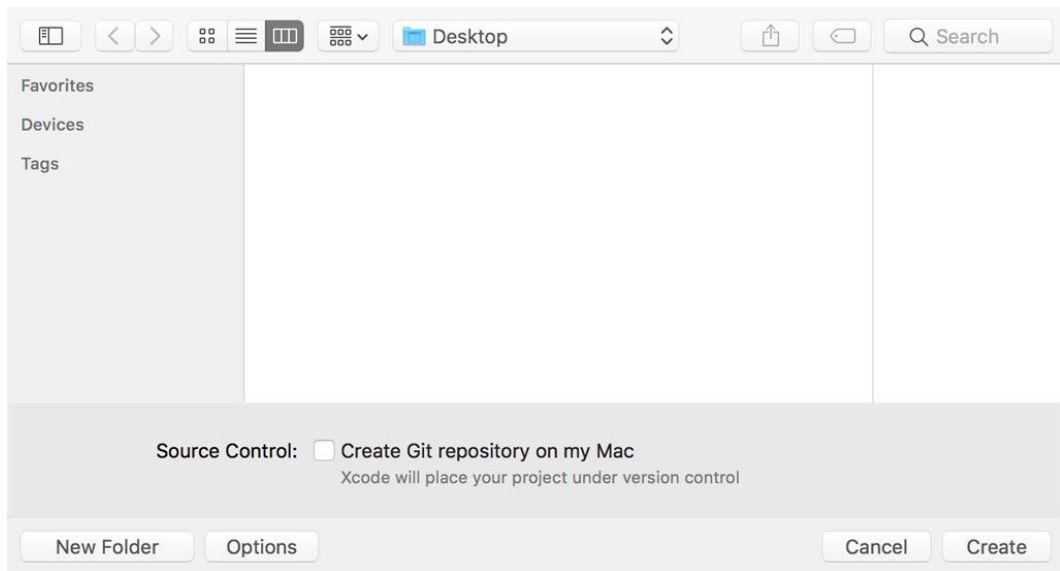 Desktop
Search
Favorites
Devices
Tags
Source Control: Create Git repository on my Mac
Xcode will place your project under version control
New Folder Options Cancel Create